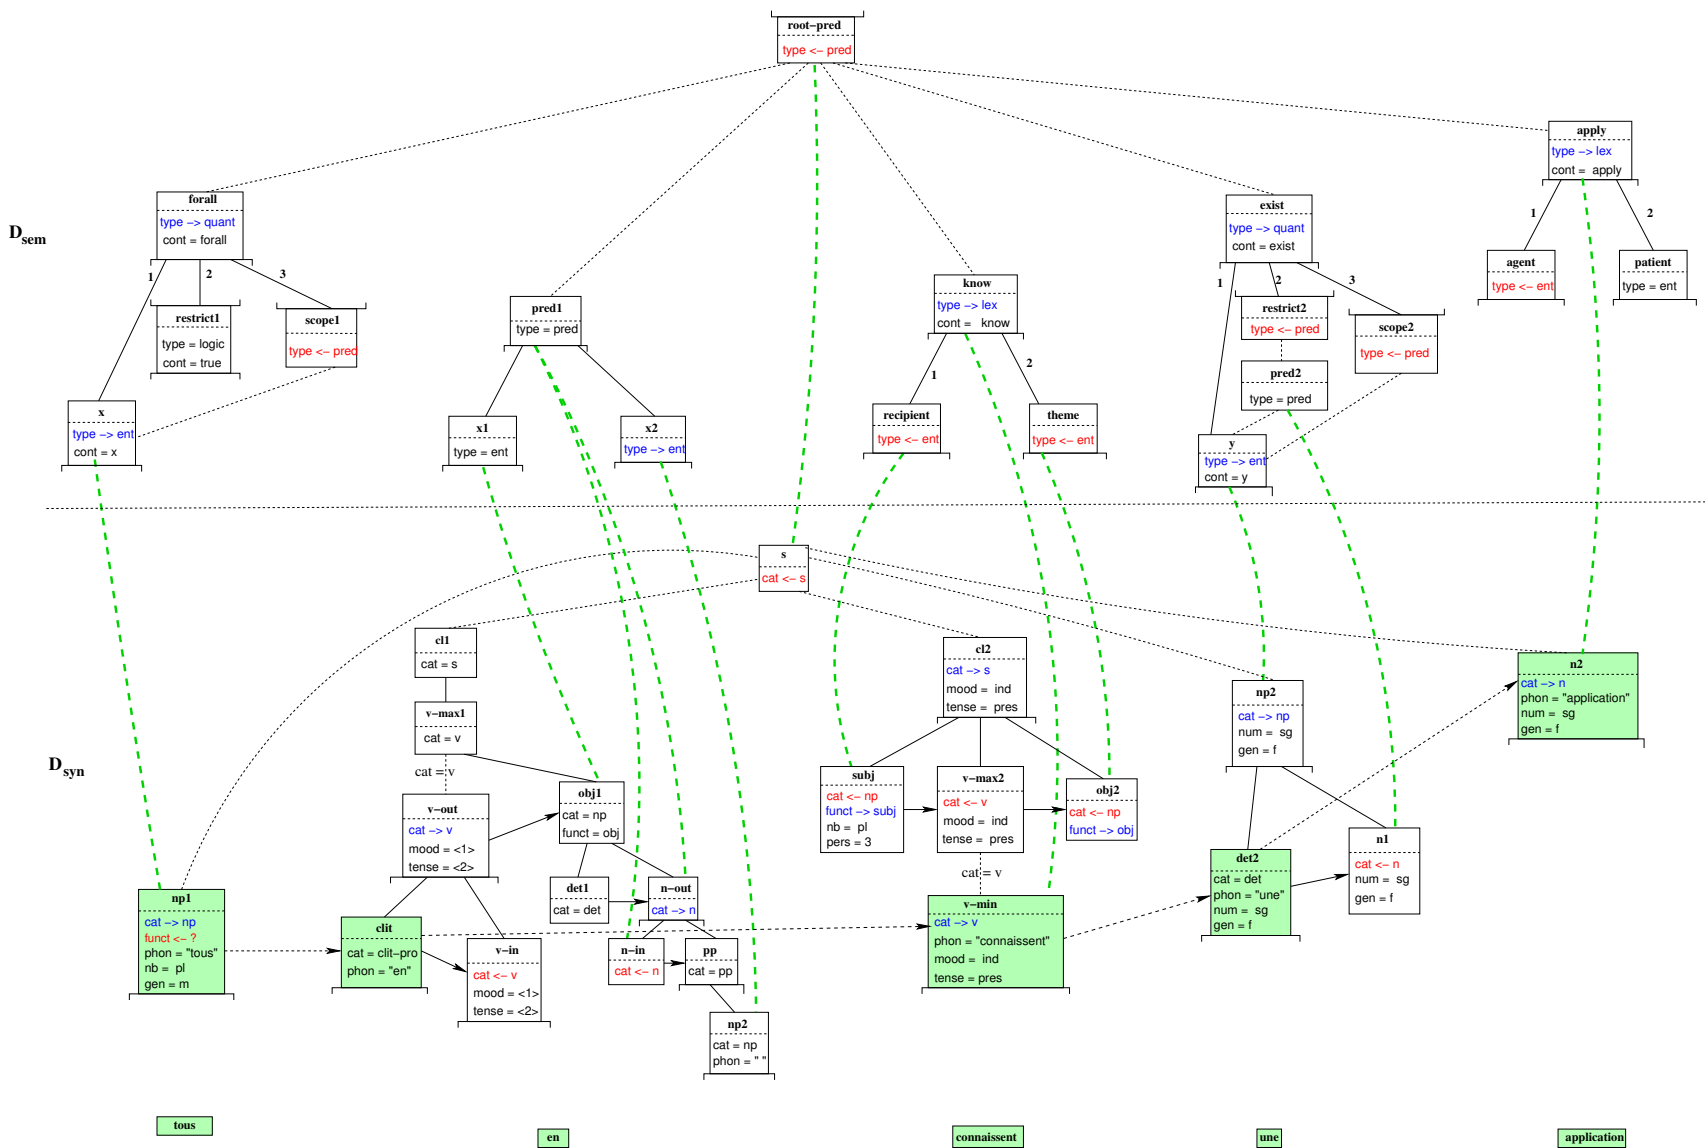 root-pred
type <- pred
apply
type -> lex
cont = apply
forall
type -> quant
cont = forall
exist
type -> quant
cont = exist
D sem
1
2
3
1
2
3
1
2
agent
type <- ent
patient
type = ent
know
type -> lex
cont = know
pred1
type = pred
restrict1
type = logic
cont = true
scope1
type <- pred
restrict2
type <- pred
scope2
type <- pred
pred2
type = pred
1
2
x
type -> ent
cont = x
x1
type = ent
x2
type -> ent
recipient
type <- ent
theme
type <- ent
y
type -> ent
cont = y
s
cat <- s
cl1
cat = s
cl2
cat -> s
mood = ind
tense = pres
n2
cat -> n
phon = "application"
num = sg
gen = f
np2
cat -> np
num = sg
gen = f
v-max1
cat = v
D syn
cat = v
subj
cat <- np
funct -> subj
nb = pl
pers = 3
v-max2
cat <- v
mood = ind
tense = pres
obj2
cat <- np
funct -> obj
obj1
cat = np
funct = obj
v-out
cat -> v
mood = <1>
tense = <2>
n1
cat <- n
num = sg
gen = f
det2
cat = det
phon = "une"
num = sg
gen = f
cat = v
det1
cat = det
n-out
cat -> n
np1
cat -> np
funct <- ?
phon = "tous"
nb = pl
gen = m
v-min
cat -> v
phon = "connaissent"
mood = ind
tense = pres
clit
cat = clit-pro
phon = "en"
v-in
cat <- v
mood = <1>
tense = <2>
n-in
cat <- n
pp
cat = pp
np2
cat = np
phon = " "
tous
en
connaissent
une
application